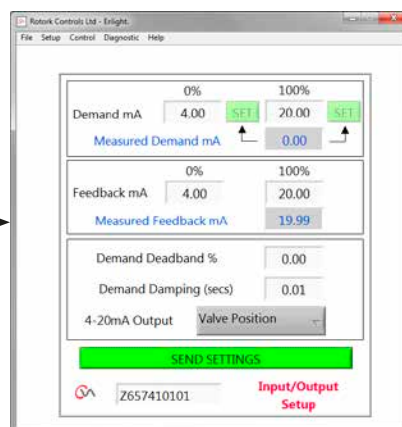 Rotork Controls Ltd - Enlight.
File Setup Control Diagnostic Help
0% 100%
Demand mA 4.00 SET 20.00 SET
Measured Demand mA 0.00
0% 100%
Feedback mA 4.00 20.00
Measured Feedback mA 19.99
Demand Deadband % 0.00
Demand Damping (secs) 0.01
4-20mA Output Valve Position
SEND SETTINGS
Z657410101 Input/Output
Setup